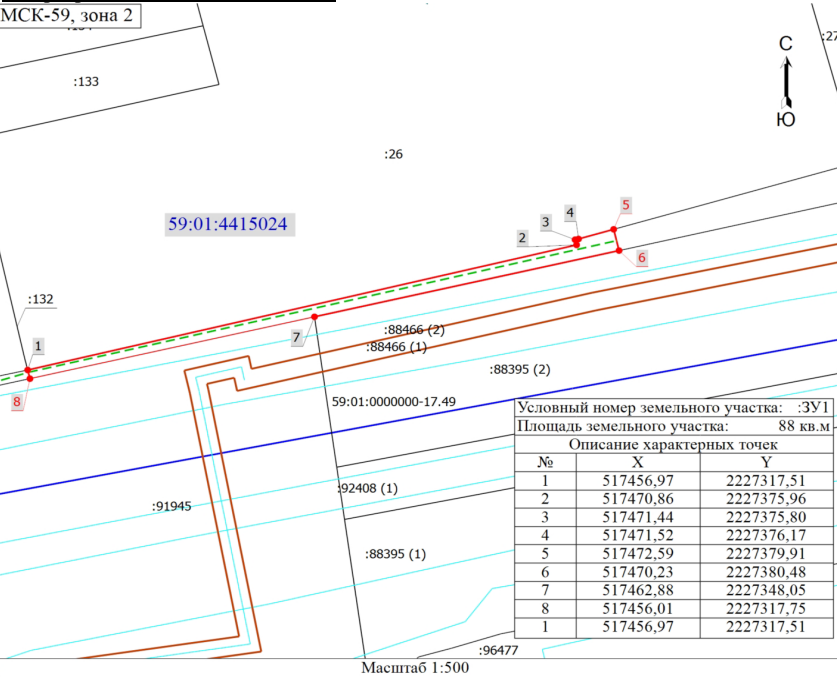 МСК-59, зона 2
:133
:27
С
Ю
:26
59:01:4415024
5
4
3
2
6
:132
1
7
8
:88466 (2)
:88466 (1)
:88395 (2)
59:01:0000000-17.49
:92408 (1)
:91945
:88395 (1)
:96477
Условный номер земельного участка: :ЗУ1
Площадь земельного участка: 88 кв.м
Описание характерных точек
№ X Y
1 517456,97 2227317,51
2 517470,86 2227375,96
3 517471,44 2227375,80
4 517471,52 2227376,17
5 517472,59 2227379,91
6 517470,23 2227380,48
7 517462,88 2227348,05
8 517456,01 2227317,75
1 517456,97 2227317,51
Масштаб 1:500